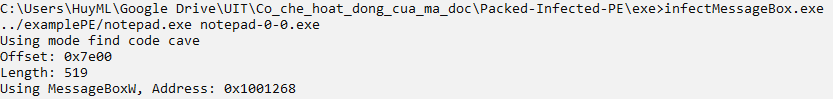 C:\Users\HuyML\Google Drive\UIT\Co_che_hoat_dong_cua_ma_doc\Packed-Infected-PE\exe>infectMessageBox.exe
../examplePE/notepad.exe notepad-0-0.exe
Using mode find code cave
Offset: 0x7e00
Length: 519
Using MessageBoxW, Address: 0x1001268